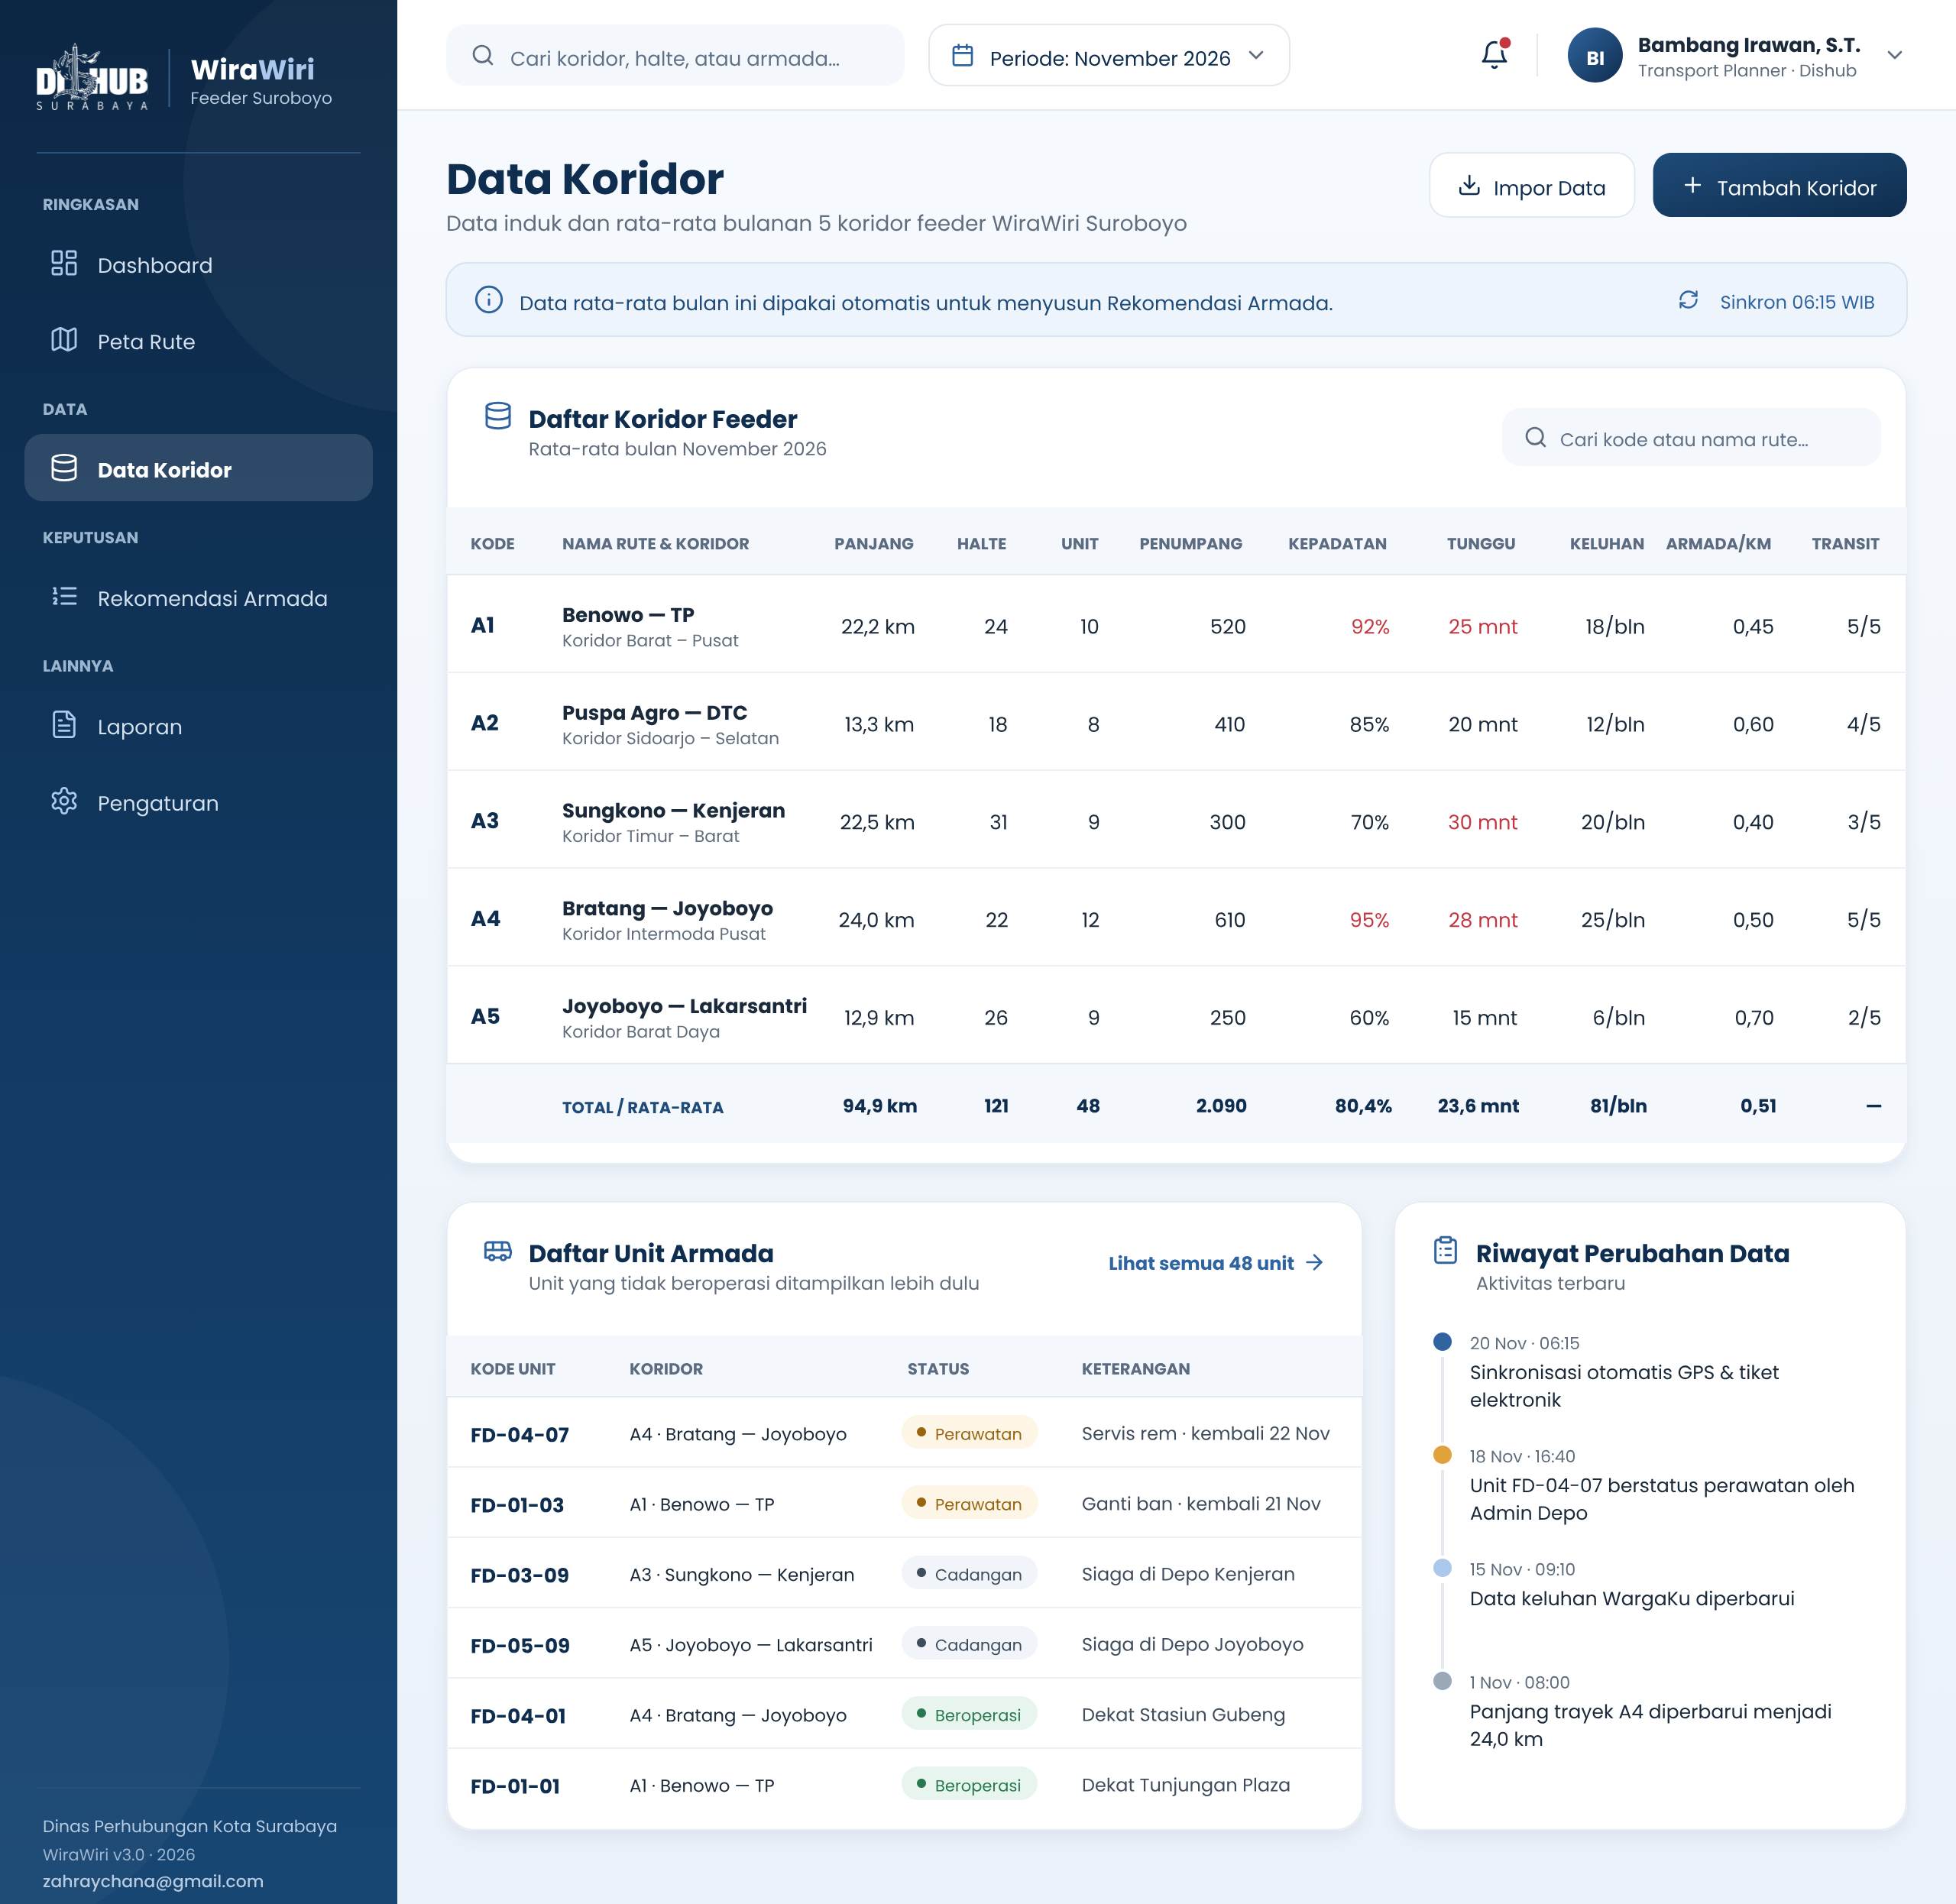 DISHUB
SURABAYA
WiraWiri
Feeder Suroboyo
RINGKASAN
Dashboard
Peta Rute
DATA
Data Koridor
KEPUTUSAN
Rekomendasi Armada
LAINNYA
Laporan
Pengaturan
Dinas Perhubungan Kota Surabaya
WiraWiri v3.0 · 2026
zahraychana@gmail.com
Cari koridor, halte, atau armada...
Periode: November 2026
BI
Bambang Irawan, S.T.
Transport Planner · Dishub
Data Koridor
Data induk dan rata-rata bulanan 5 koridor feeder WiraWiri Suroboyo
Impor Data
Tambah Koridor
Data rata-rata bulan ini dipakai otomatis untuk menyusun Rekomendasi Armada.
Sinkron 06:15 WIB
Daftar Koridor Feeder
Rata-rata bulan November 2026
Cari kode atau nama rute...
KODE NAMA RUTE & KORIDOR PANJANG HALTE UNIT PENUMPANG KEPADATAN TUNGGU KELUHAN ARMADA/KM TRANSIT
A1 Benowo — TP 22,2 km 24 10 520 92% 25 mnt 18/bln 0,45 5/5
Koridor Barat – Pusat
A2 Puspa Agro — DTC 13,3 km 18 8 410 85% 20 mnt 12/bln 0,60 4/5
Koridor Sidoarjo – Selatan
A3 Sungkono — Kenjeran 22,5 km 31 9 300 70% 30 mnt 20/bln 0,40 3/5
Koridor Timur – Barat
A4 Bratang — Joyoboyo 24,0 km 22 12 610 95% 28 mnt 25/bln 0,50 5/5
Koridor Intermoda Pusat
A5 Joyoboyo — Lakarsantri 12,9 km 26 9 250 60% 15 mnt 6/bln 0,70 2/5
Koridor Barat Daya
TOTAL / RATA-RATA 94,9 km 121 48 2.090 80,4% 23,6 mnt 81/bln 0,51 —
Daftar Unit Armada
Unit yang tidak beroperasi ditampilkan lebih dulu
Lihat semua 48 unit
KODE UNIT KORIDOR STATUS KETERANGAN
FD-04-07 A4 · Bratang — Joyoboyo Perawatan Servis rem · kembali 22 Nov
FD-01-03 A1 · Benowo — TP Perawatan Ganti ban · kembali 21 Nov
FD-03-09 A3 · Sungkono — Kenjeran Cadangan Siaga di Depo Kenjeran
FD-05-09 A5 · Joyoboyo — Lakarsantri Cadangan Siaga di Depo Joyoboyo
FD-04-01 A4 · Bratang — Joyoboyo Beroperasi Dekat Stasiun Gubeng
FD-01-01 A1 · Benowo — TP Beroperasi Dekat Tunjungan Plaza
Riwayat Perubahan Data
Aktivitas terbaru
20 Nov · 06:15
Sinkronisasi otomatis GPS & tiket
elektronik
18 Nov · 16:40
Unit FD-04-07 berstatus perawatan oleh
Admin Depo
15 Nov · 09:10
Data keluhan WargaKu diperbarui
1 Nov · 08:00
Panjang trayek A4 diperbarui menjadi
24,0 km